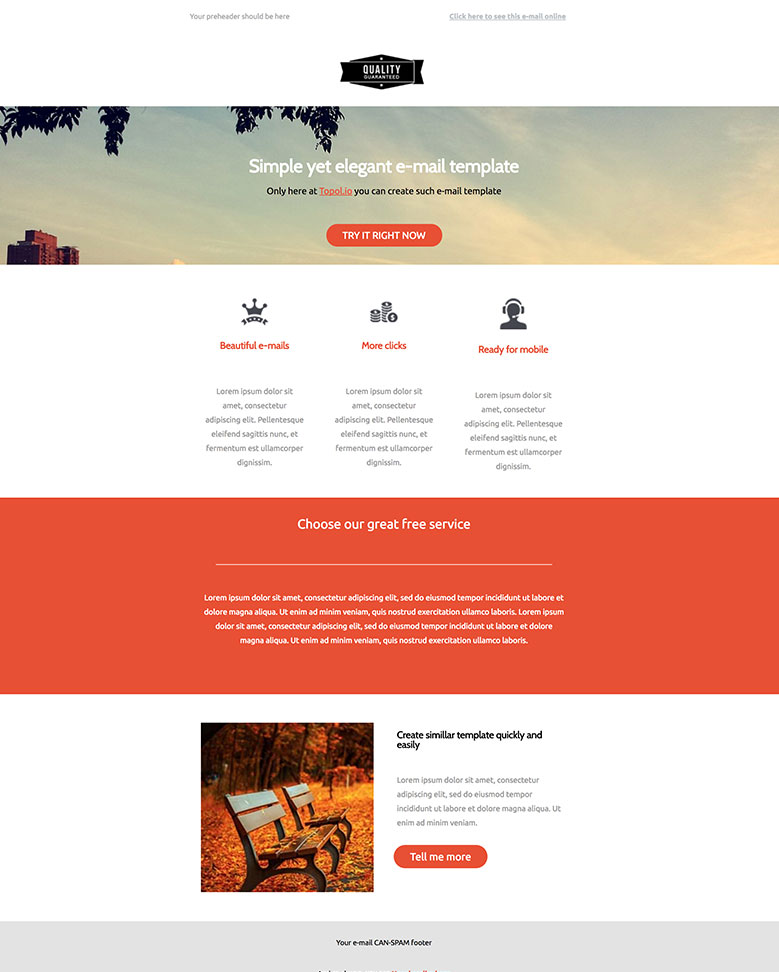 Your preheader should be here
Click here to see this e-mail online
QUALITY
GUARANTEED
Simple yet elegant e-mail template
Only here at Topol.io you can create such e-mail template
TRY IT RIGHT NOW
Beautiful e-mails
Lorem ipsum dolor sit
amet, consectetur
adipiscing elit. Pellentesque
eleifend sagittis nunc, et
fermentum est ullamcorper
dignissim.
More clicks
Lorem ipsum dolor sit
amet, consectetur
adipiscing elit. Pellentesque
eleifend sagittis nunc, et
fermentum est ullamcorper
dignissim.
Ready for mobile
Lorem ipsum dolor sit
amet, consectetur
adipiscing elit. Pellentesque
eleifend sagittis nunc, et
fermentum est ullamcorper
dignissim.
Choose our great free service
Lorem ipsum dolor sit amet, consectetur adipiscing elit, sed do eiusmod tempor incididunt ut labore et
dolore magna aliqua. Ut enim ad minim veniam, quis nostrud exercitation ullamco laboris. Lorem ipsum
dolor sit amet, consectetur adipiscing elit, sed do eiusmod tempor incididunt ut labore et dolore
magna aliqua. Ut enim ad minim veniam, quis nostrud exercitation ullamco laboris.
Create simillar template quickly and
easily
Lorem ipsum dolor sit amet, consectetur
adipiscing elit, sed do eiusmod tempor
incididunt ut labore et dolore magna aliqua. Ut
enim ad minim veniam.
Tell me more
Your e-mail CAN-SPAM footer